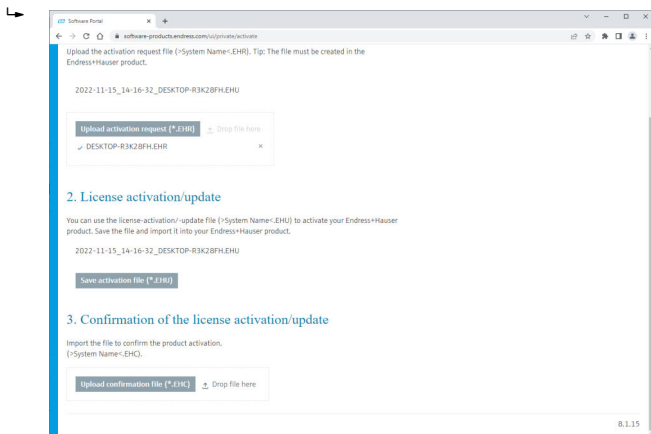 Software Portal
software-products.endress.com/ui/private/activate
Upload the activation request file (>System Name<.EHR). Tip: The file must be created in the
Endress+Hauser product.
2022-11-15_14-16-32_DESKTOP-R3K28FH.EHU
Upload activation request (*.EHR) Drop file here
DESKTOP-R3K28FH.EHR
2. License activation/update
You can use the license-activation/-update file (>System Name<.EHU) to activate your Endress+Hauser
product. Save the file and import it into your Endress+Hauser product.
2022-11-15_14-16-32_DESKTOP-R3K28FH.EHU
Save activation file (*.EHU)
3. Confirmation of the license activation/update
Import the file to confirm the product activation.
(>System Name<.EHC).
Upload confirmation file (*.EHC) Drop file here
8.1.15